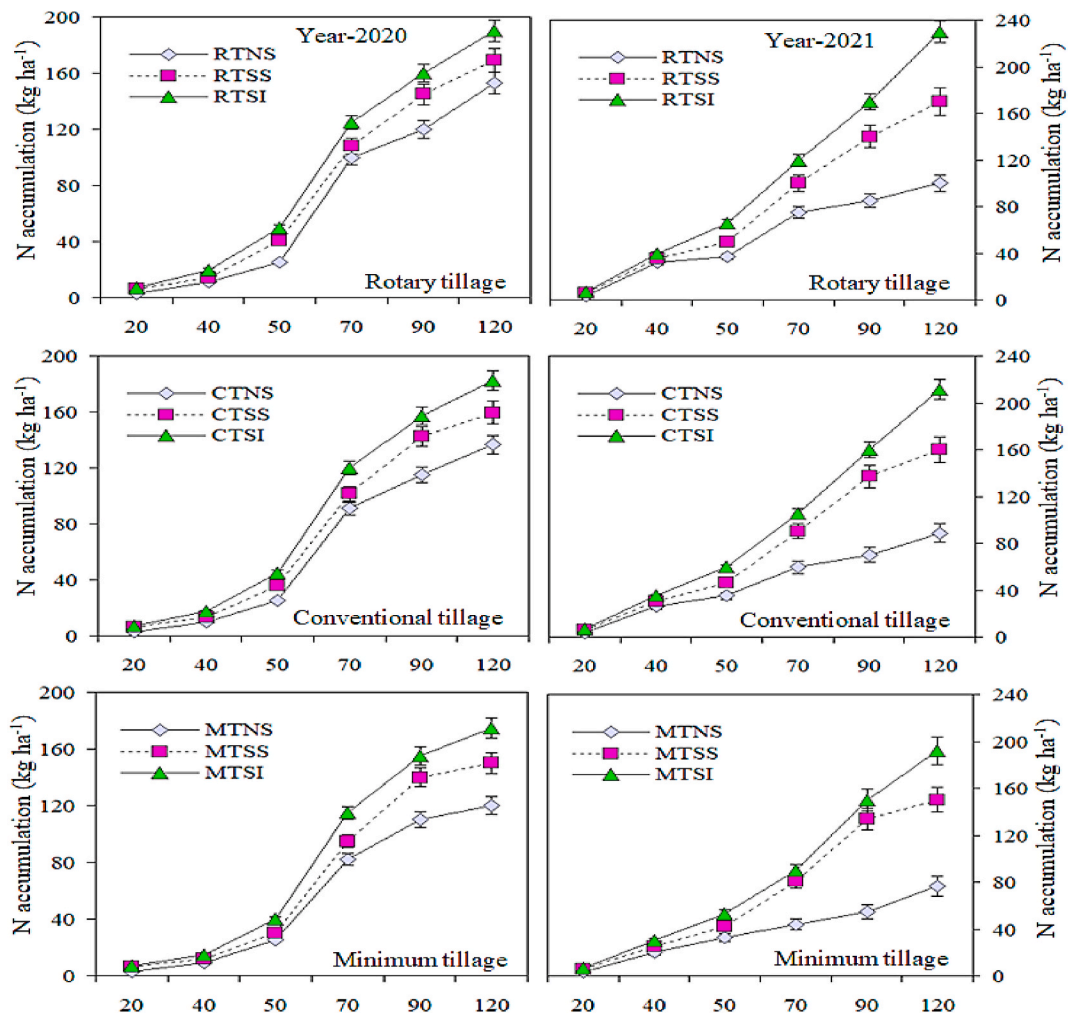 Year-2020
RTNS
RTSS
RTSI
N accumulation (kg ha⁻¹)
200
160
120
80
40
0
Rotary tillage
20 40 50 70 90 120
Year-2021
RTNS
RTSS
RTSI
N accumulation (kg ha⁻¹)
240
200
160
120
80
40
0
Rotary tillage
20 40 50 70 90 120
CTNS
CTSS
CTSI
N accumulation (kg ha⁻¹)
200
160
120
80
40
0
Conventional tillage
20 40 50 70 90 120
CTNS
CTSS
CTSI
N accumulation (kg ha⁻¹)
240
200
160
120
80
40
0
Conventional tillage
20 40 50 70 90 120
MTNS
MTSS
MTSI
N accumulation (kg ha⁻¹)
200
160
120
80
40
0
Minimum tillage
20 40 50 70 90 120
MTNS
MTSS
MTSI
N accumulation (kg ha⁻¹)
240
200
160
120
80
40
0
Minimum tillage
20 40 50 70 90 120